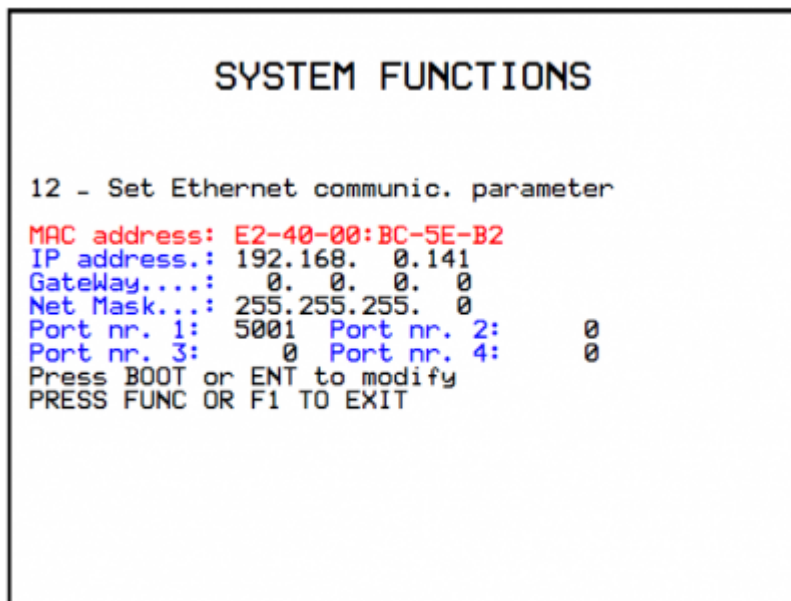 SYSTEM FUNCTIONS
12 - Set Ethernet communic. parameter
MAC address: E2-40-00:BC-5E-B2
IP address.: 192.168.  0.141
GateWay....:   0.  0.  0.  0
Net Mask...: 255.255.255.  0
Port nr. 1:  5001  Port nr. 2:     0
Port nr. 3:     0  Port nr. 4:     0
Press BOOT or ENT to modify
PRESS FUNC OR F1 TO EXIT